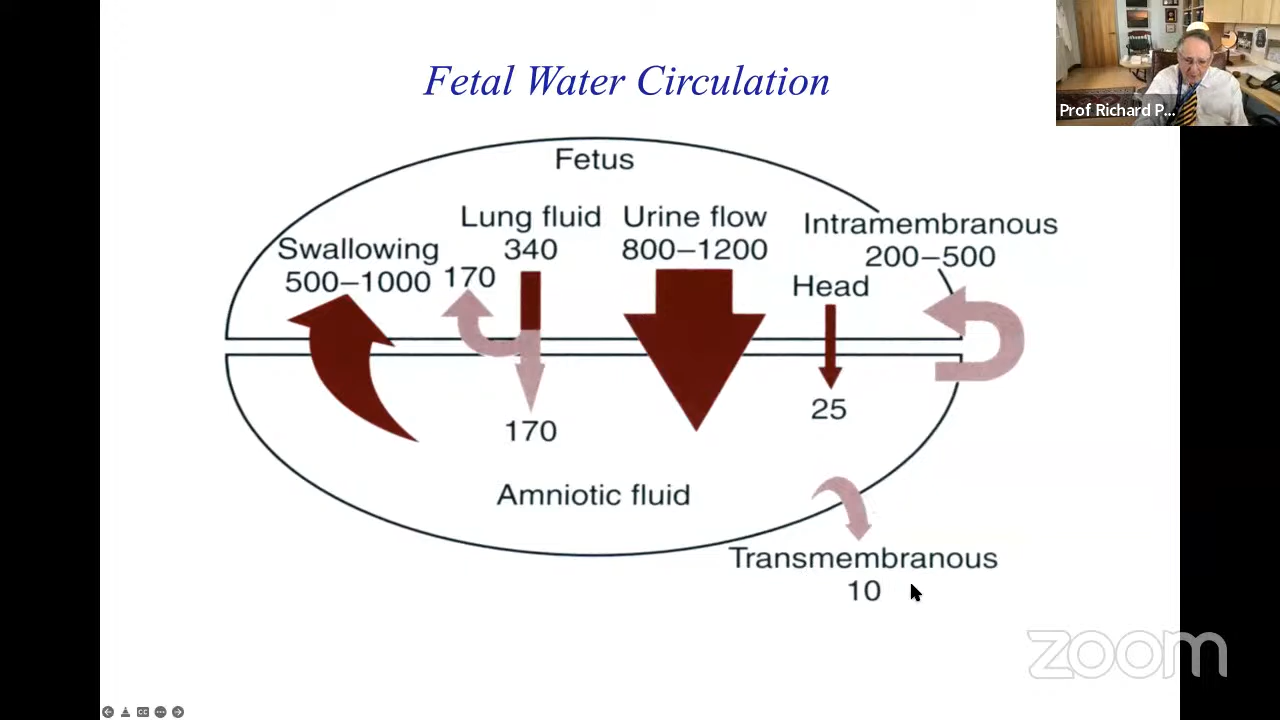 Fetal Water Circulation
Prof Richard P...
Fetus
Lung fluid
340
Urine flow
800–1200
Intramembranous
200–500
Swallowing
500–1000
170
Head
25
170
Amniotic fluid
Transmembranous
10
zoom
CC